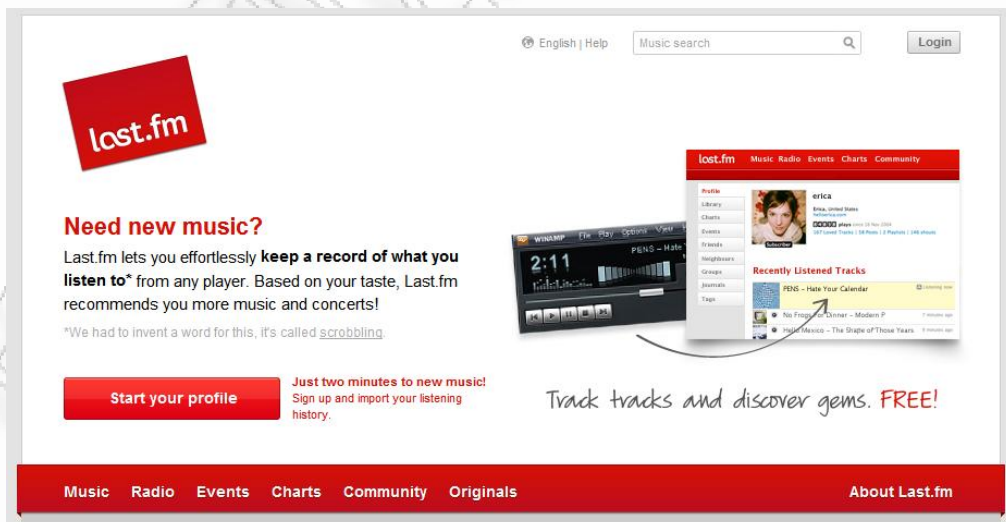 English | Help
Music search
Login
last.fm
Need new music?
Last.fm lets you effortlessly keep a record of what you
listen to* from any player. Based on your taste, Last.fm
recommends you more music and concerts!
*We had to invent a word for this, it's called scrobbling.
Start your profile
Just two minutes to new music!
Sign up and import your listening
history.
WINAMP File Play Options View
2:11
PENS – Hate
last.fm Music Radio Events Charts Community
Profile
Library
Charts
Events
Friends
Neighbours
Groups
Journals
Tags
erica
Erica, United States
Subscriber
Recently Listened Tracks
PENS – Hate Your Calendar
Listening now
No Frogs For Dinner – Modern P
7 minutes ago
Hello Mexico – The Shape of Those Years
Track tracks and discover gems. FREE!
Music Radio Events Charts Community Originals
About Last.fm